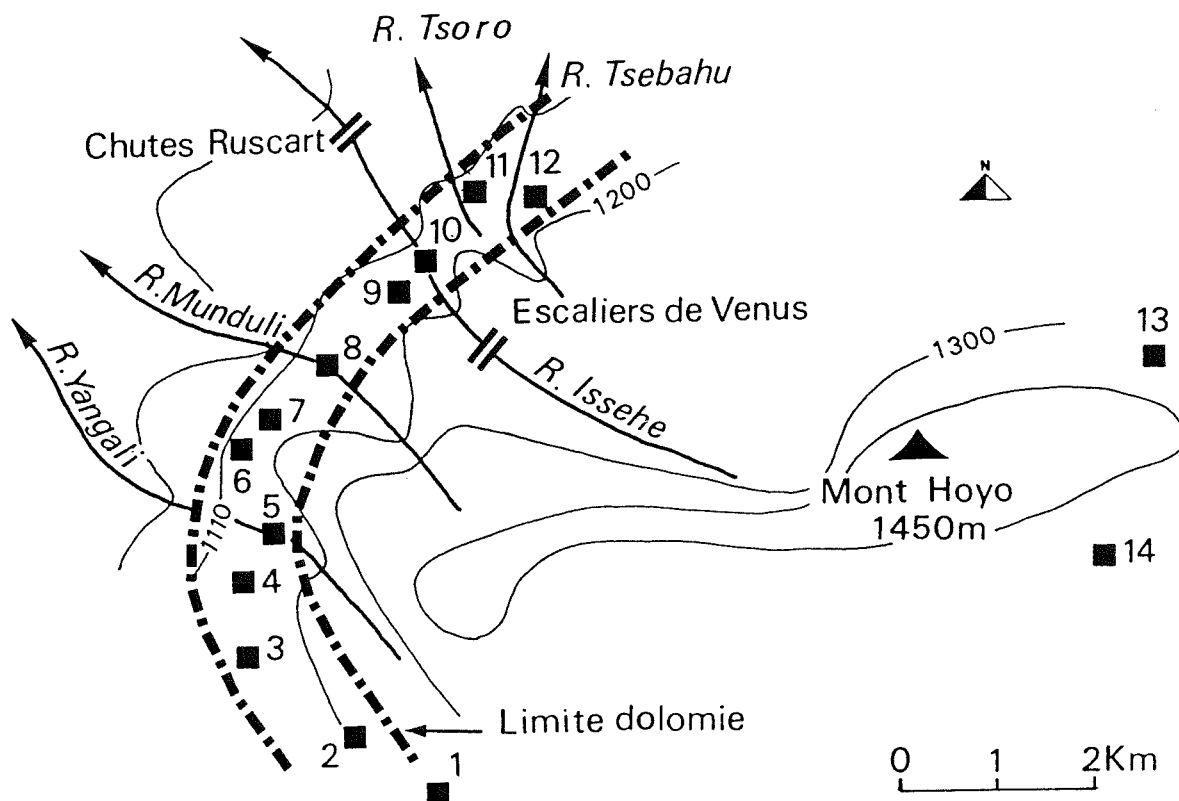 R. Tsoro
R. Tsebahu
Chutes Ruscart
11
12
N
1200
10
R. Munduli
9
Escaliers de Venus
13
8
1300
R. Yangali
R. Issehe
7
6
Mont Hoyo
1450m
5
1110
14
4
3
Limite dolomie
2
1
0 1 2Km